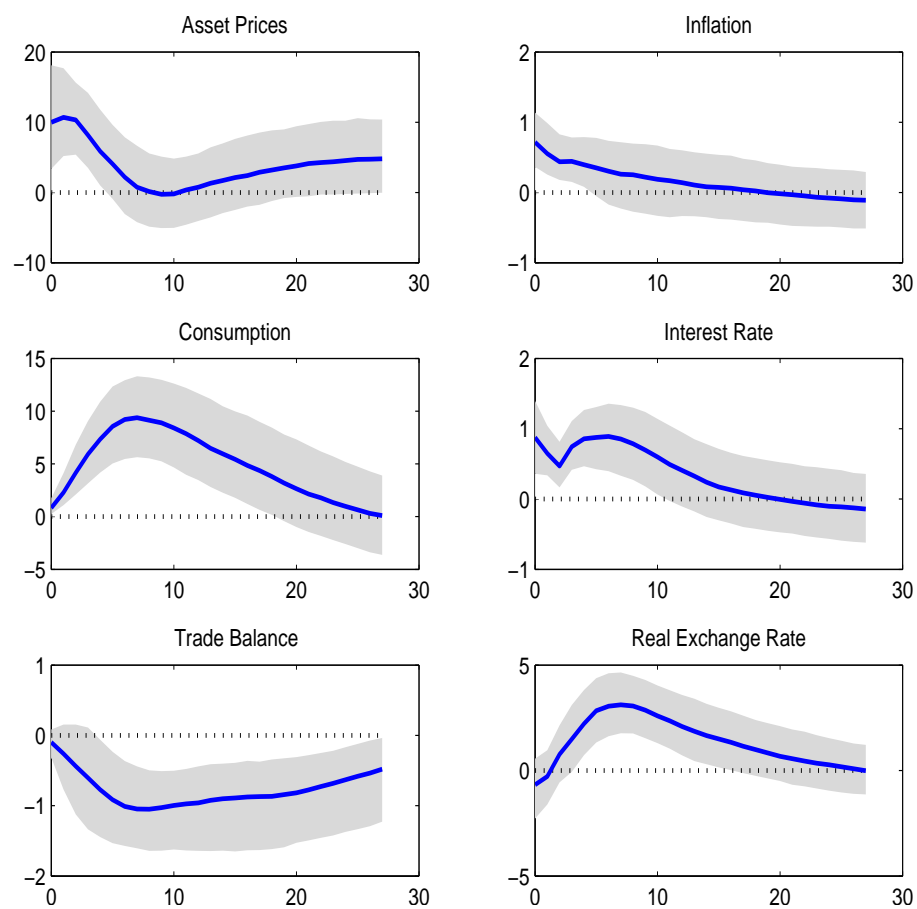 Asset Prices
20
10
0
−10
0 10 20 30
Inflation
2
1
0
−1
0 10 20 30
Consumption
15
10
5
0
−5
0 10 20 30
Interest Rate
2
1
0
−1
0 10 20 30
Trade Balance
1
0
−1
−2
0 10 20 30
Real Exchange Rate
5
0
−5
0 10 20 30